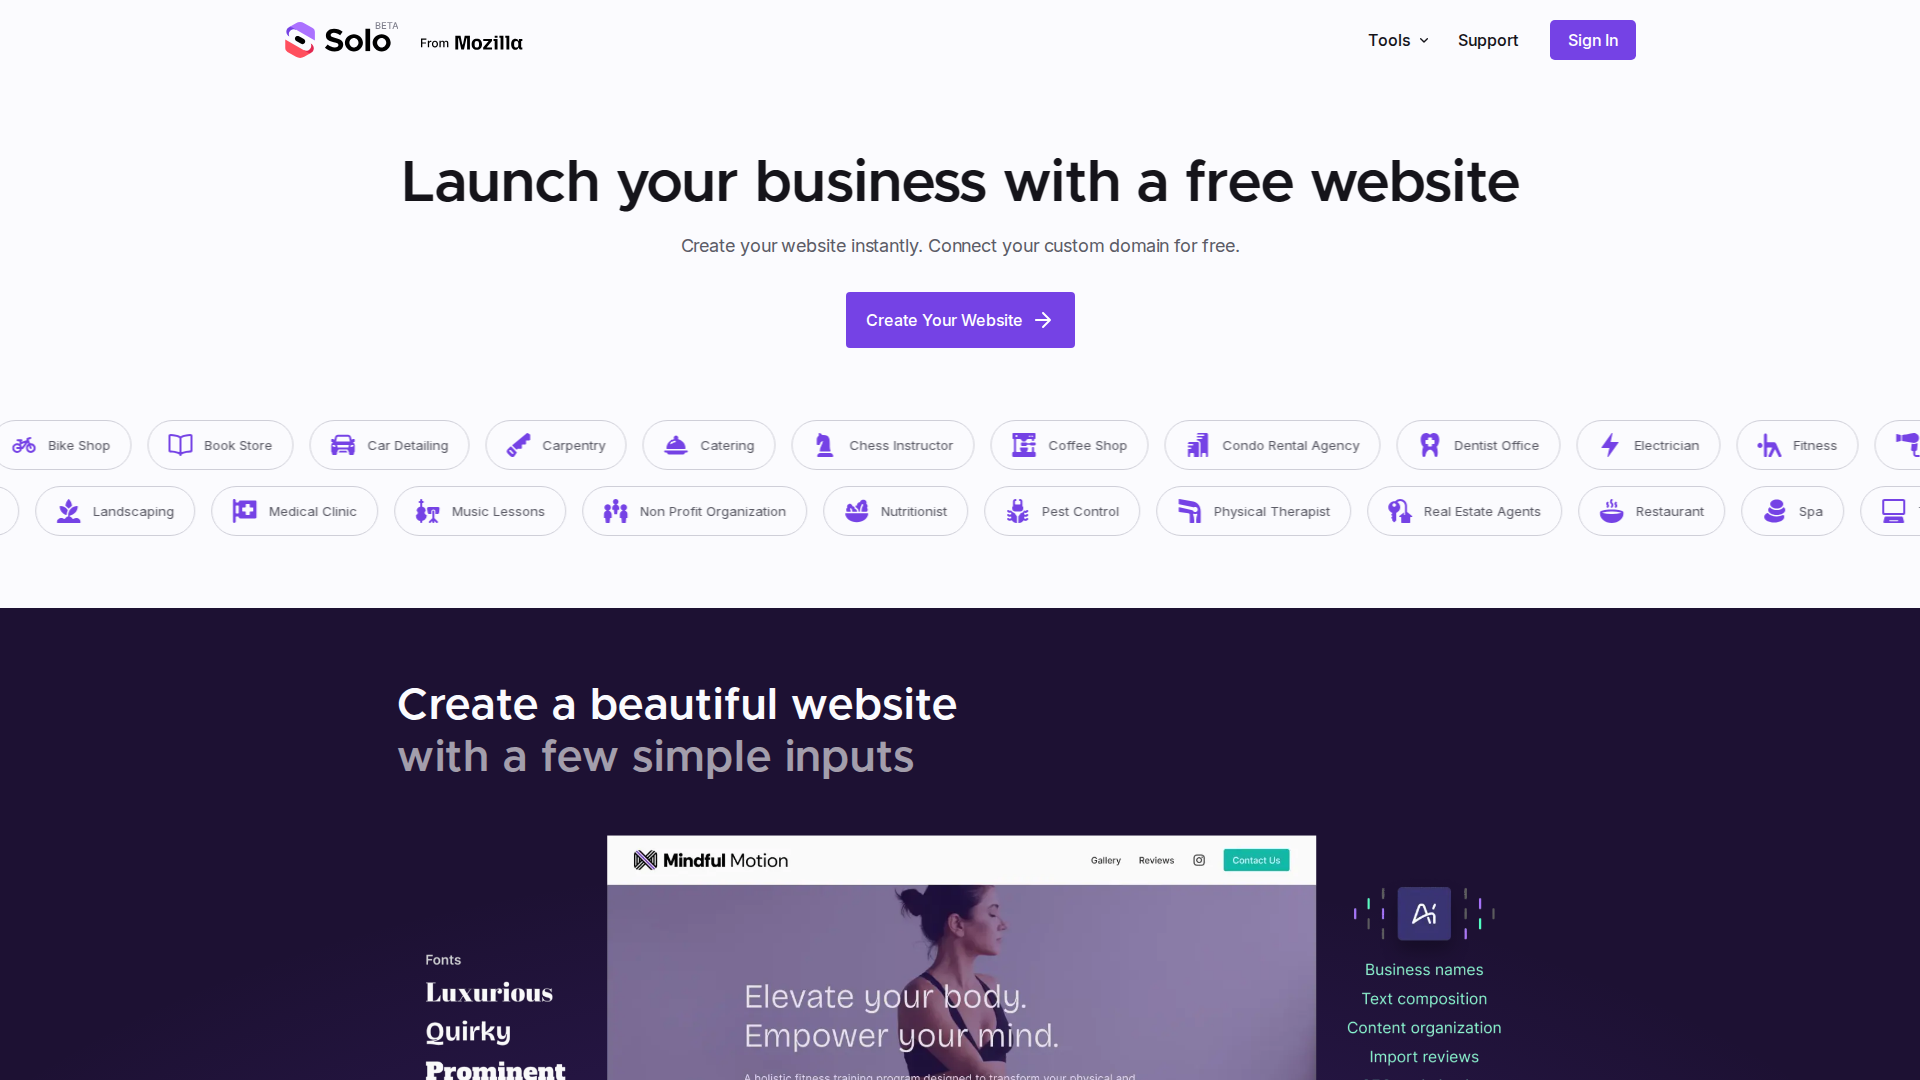 Solo BETA From Mozilla
Tools Support Sign In
Launch your business with a free website
Create your website instantly. Connect your custom domain for free.
Create Your Website
Bike Shop Book Store Car Detailing Carpentry Catering Chess Instructor Coffee Shop Condo Rental Agency Dentist Office Electrician Fitness
Landscaping Medical Clinic Music Lessons Non Profit Organization Nutritionist Pest Control Physical Therapist Real Estate Agents Restaurant Spa
Create a beautiful website
with a few simple inputs
Mindful Motion Gallery Reviews Contact Us
Elevate your body.
Empower your mind.
A holistic fitness training program designed to transform your physical and
Fonts
Luxurious
Quirky
Prominent
Ai
Business names
Text composition
Content organization
Import reviews